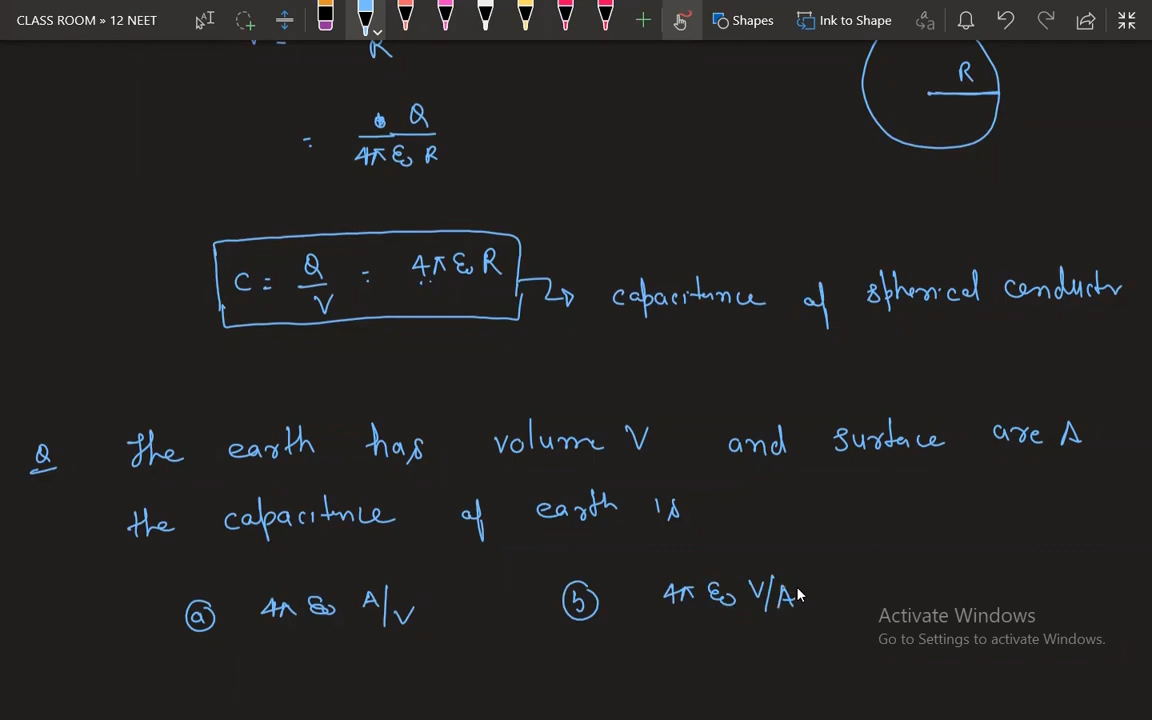 CLASS ROOM » 12 NEET
Shapes
Ink to Shape
R
R
= Q / 4π ε₀ R
C = Q / V = 4π ε₀ R → capacitance of spherical conductr
Q the earth has volume V and surface are A
the capacitnce of earth is
(a) 4π ε₀ A/V (b) 4π ε₀ V/A
Activate Windows
Go to Settings to activate Windows.